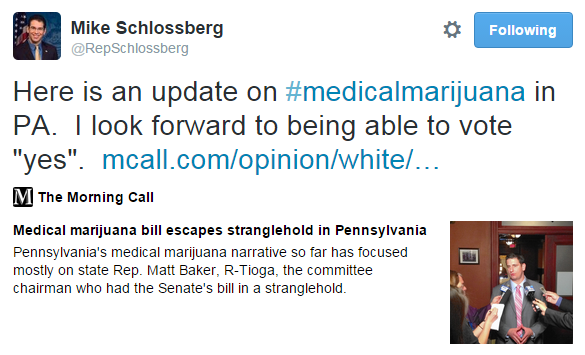 Mike Schlossberg
@RepSchlossberg
Following
Here is an update on #medicalmarijuana in
PA. I look forward to being able to vote
"yes". mcall.com/opinion/white/...
M The Morning Call
Medical marijuana bill escapes stranglehold in Pennsylvania
Pennsylvania's medical marijuana narrative so far has focused
mostly on state Rep. Matt Baker, R-Tioga, the committee
chairman who had the Senate's bill in a stranglehold.